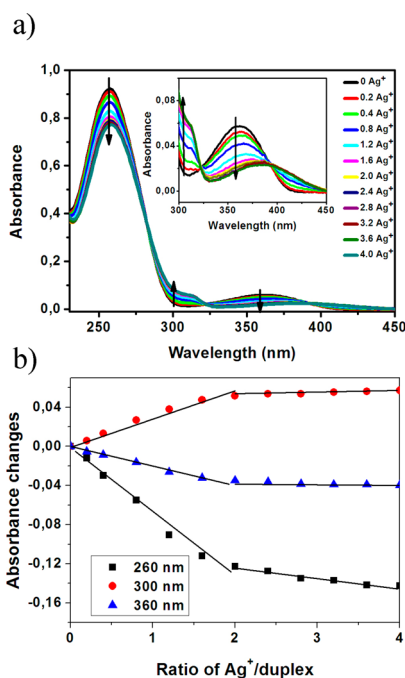 a)
Absorbance
1,0
0,8
0,6
0,4
0,2
0,0
250 300 350 400 450
Wavelength (nm)
Absorbance
0,08
0,04
0,00
300 350 400 450
Wavelength (nm)
0 Ag⁺
0.2 Ag⁺
0.4 Ag⁺
0.8 Ag⁺
1.2 Ag⁺
1.6 Ag⁺
2.0 Ag⁺
2.4 Ag⁺
2.8 Ag⁺
3.2 Ag⁺
3.6 Ag⁺
4.0 Ag⁺
b)
Absorbance changes
0,04
0,00
-0,04
-0,08
-0,12
-0,16
260 nm
300 nm
360 nm
0 1 2 3 4
Ratio of Ag⁺/duplex